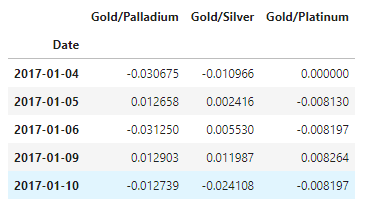 Gold/Palladium Gold/Silver Gold/Platinum
Date
2017-01-04 -0.030675 -0.010966 0.000000
2017-01-05 0.012658 0.002416 -0.008130
2017-01-06 -0.031250 0.005530 -0.008197
2017-01-09 0.012903 0.011987 0.008264
2017-01-10 -0.012739 -0.024108 -0.008197